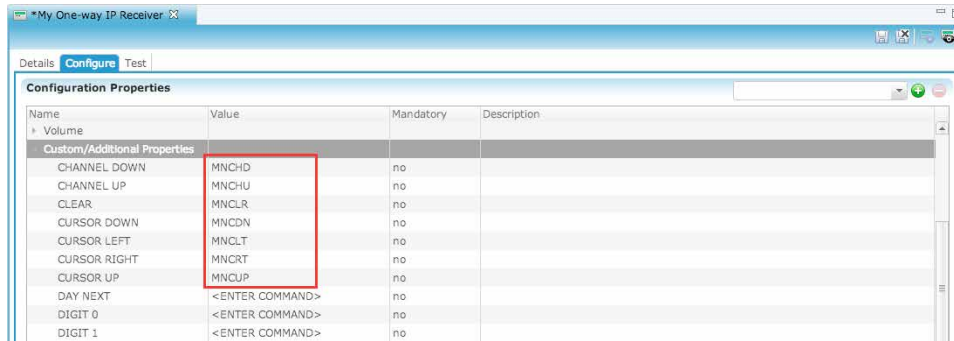 *My One-way IP Receiver
Details Configure Test
Configuration Properties
Name Value Mandatory Description
Volume
Custom/Additional Properties
CHANNEL DOWN MNCHD no
CHANNEL UP MNCHU no
CLEAR MNCLR no
CURSOR DOWN MNCDN no
CURSOR LEFT MNCLT no
CURSOR RIGHT MNCRT no
CURSOR UP MNCUP no
DAY NEXT <ENTER COMMAND> no
DIGIT 0 <ENTER COMMAND> no
DIGIT 1 <ENTER COMMAND> no